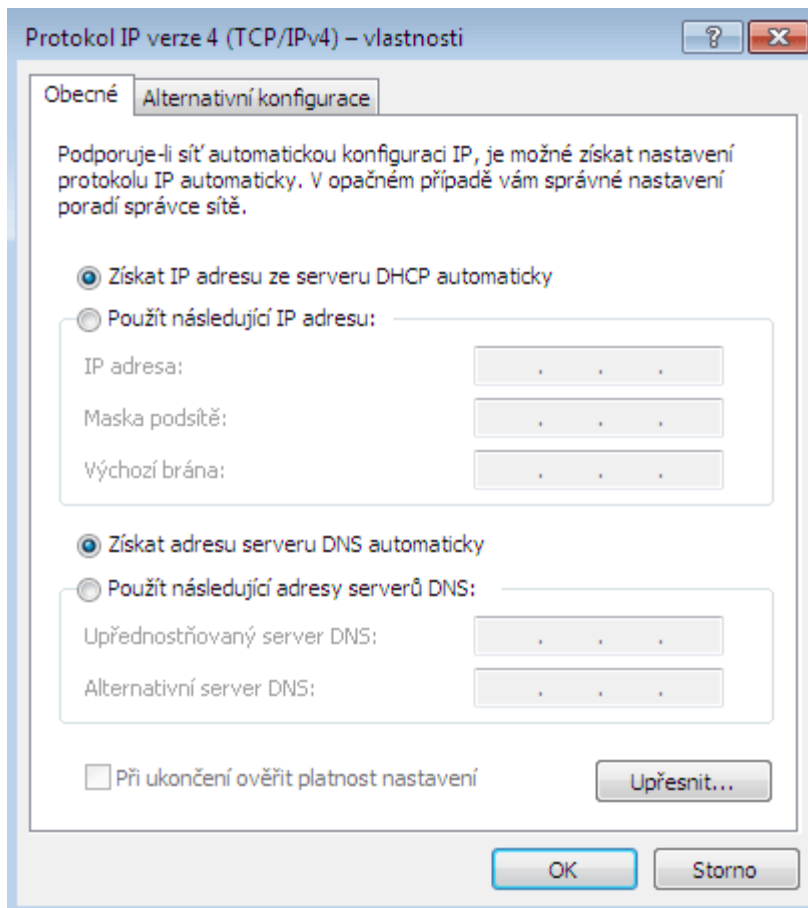 Protokol IP verze 4 (TCP/IPv4) – vlastnosti
Obecné
Alternativní konfigurace
Podporuje-li síť automatickou konfiguraci IP, je možné získat nastavení
protokolu IP automaticky. V opačném případě vám správné nastavení
poradí správce sítě.
Získat IP adresu ze serveru DHCP automaticky
Použít následující IP adresu:
IP adresa:
Maska podsítě:
Výchozí brána:
Získat adresu serveru DNS automaticky
Použít následující adresy serverů DNS:
Upřednostňovaný server DNS:
Alternativní server DNS:
Při ukončení ověřit platnost nastavení
Upřesnit...
OK
Storno